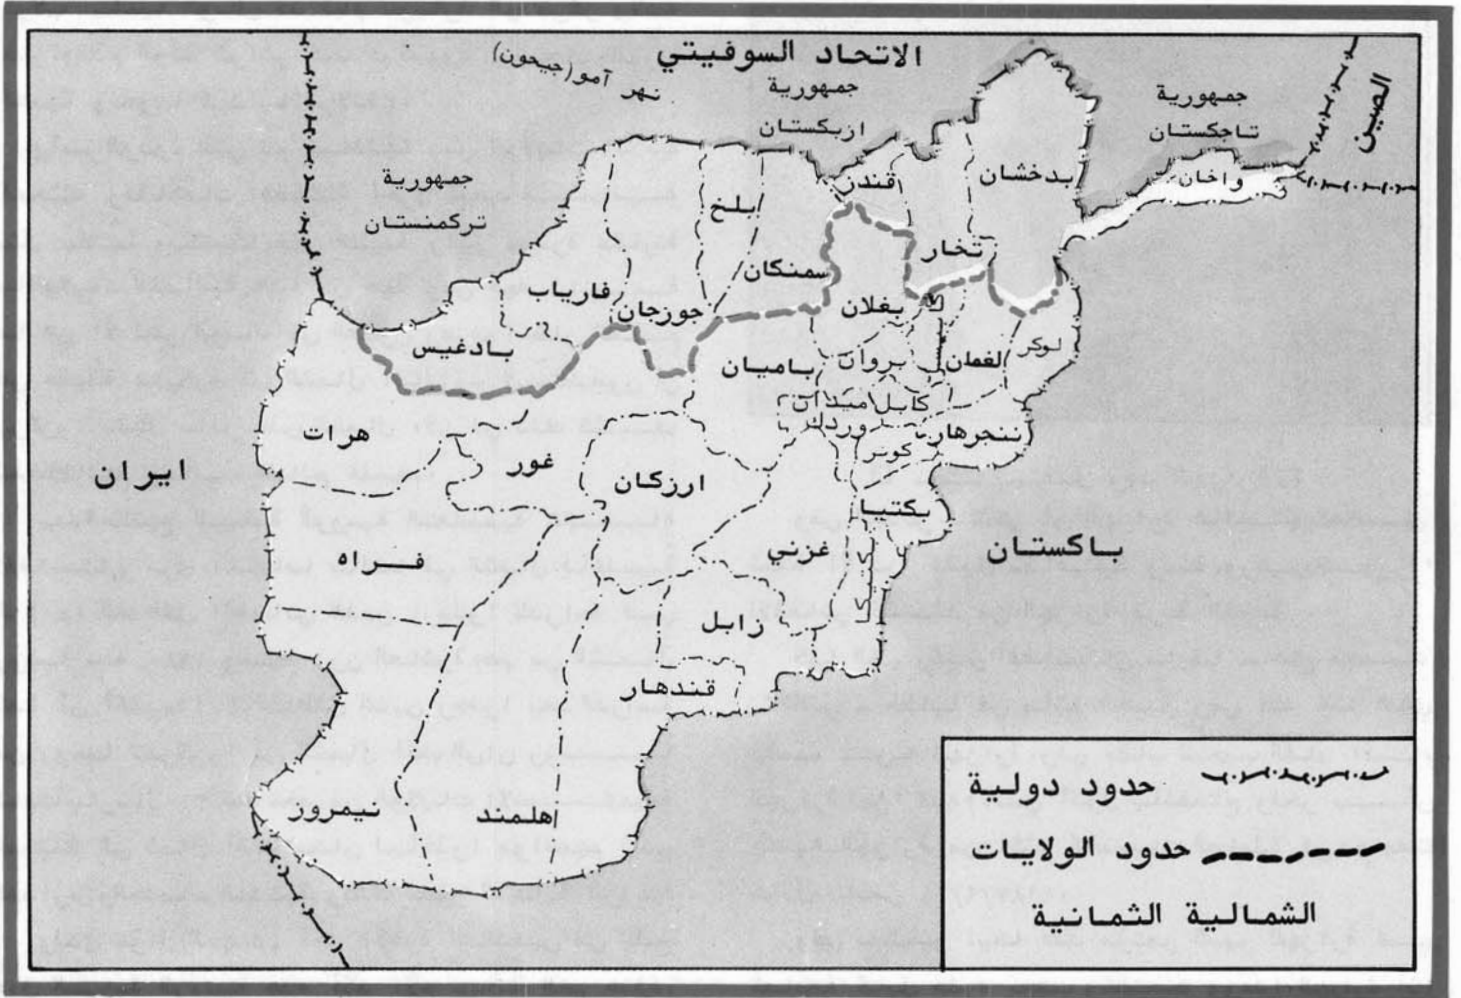 الاتحاد السوفيتي
نهر
آمو (جيحون)
جمهورية
ازبكستان
جمهورية
تاجكستان
الصين
جمهورية
تركمنستان
واخان
بدخشان
قندز
تخار
بلخ
سمنكان
فارياب
جوزجان
بغلان
بادغيس
باميان
بروان
لغمان
لوكر
كابل
ميدان
وردك
ننجرهار
كونر
هرات
غور
ارزكان
ايران
فراه
غزني
بكتيا
باكستان
زابل
قندهار
نيمروز
هلمند
حدود دولية
حدود الولايات
الشمالية الثمانية